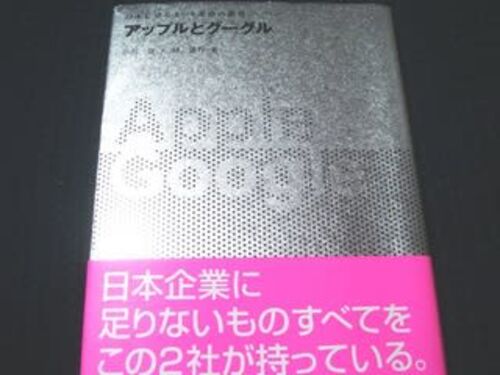 アップルとグーグル
Apple
Google
日本企業に
足りないものすべてを
この2社が持っている。